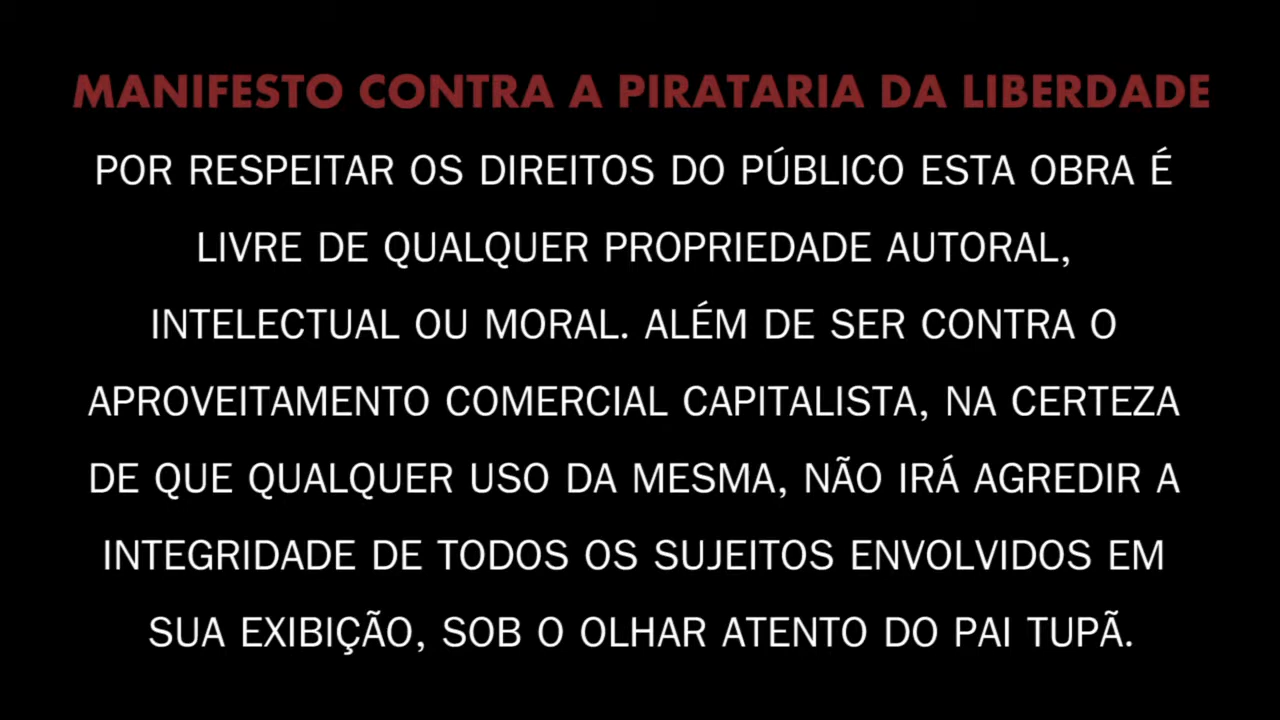 MANIFESTO CONTRA A PIRATARIA DA LIBERDADE
POR RESPEITAR OS DIREITOS DO PÚBLICO ESTA OBRA É
LIVRE DE QUALQUER PROPRIEDADE AUTORAL,
INTELECTUAL OU MORAL. ALÉM DE SER CONTRA O
APROVEITAMENTO COMERCIAL CAPITALISTA, NA CERTEZA
DE QUE QUALQUER USO DA MESMA, NÃO IRÁ AGREDIR A
INTEGRIDADE DE TODOS OS SUJEITOS ENVOLVIDOS EM
SUA EXIBIÇÃO, SOB O OLHAR ATENTO DO PAI TUPÃ.